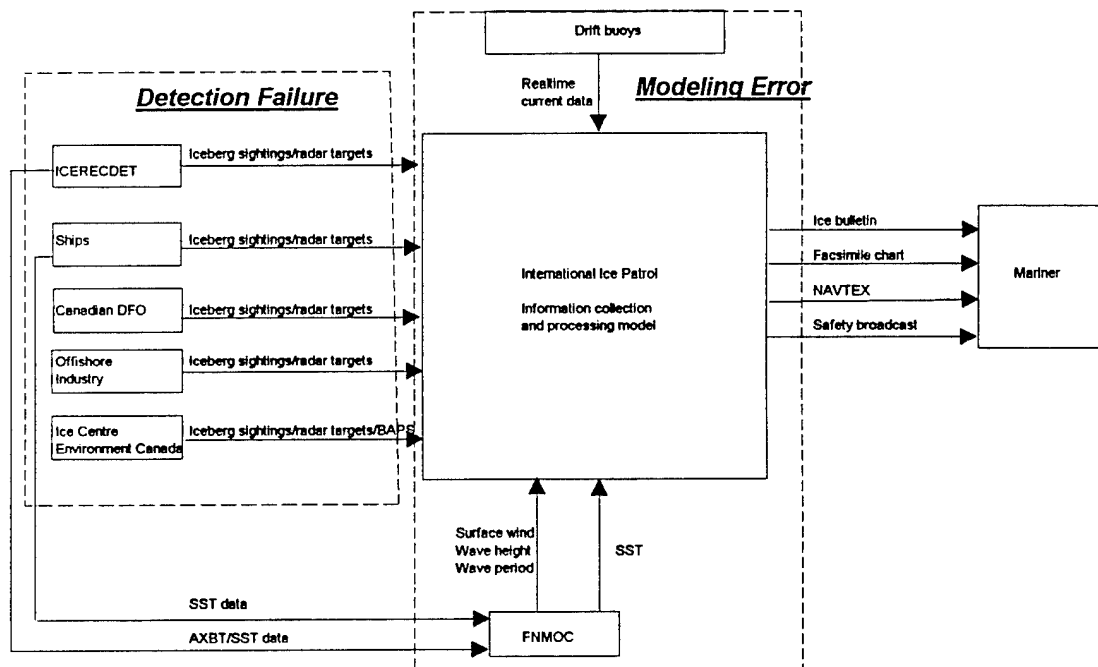 Drift buoys
Realtime
current data
Modeling Error
Detection Failure
ICERECDET
Iceberg sightings/radar targets
Ships
Iceberg sightings/radar targets
Canadian DFO
Iceberg sightings/radar targets
Offishore
Industry
Iceberg sightings/radar targets
Ice Centre
Environment Canada
Iceberg sightings/radar targets/BAPS
International Ice Patrol
Information collection
and processing model
Ice bulletin
Facsimile chart
NAVTEX
Safety broadcast
Mariner
Surface wind
Wave height
Wave period
SST
SST data
AXBT/SST data
FNMOC